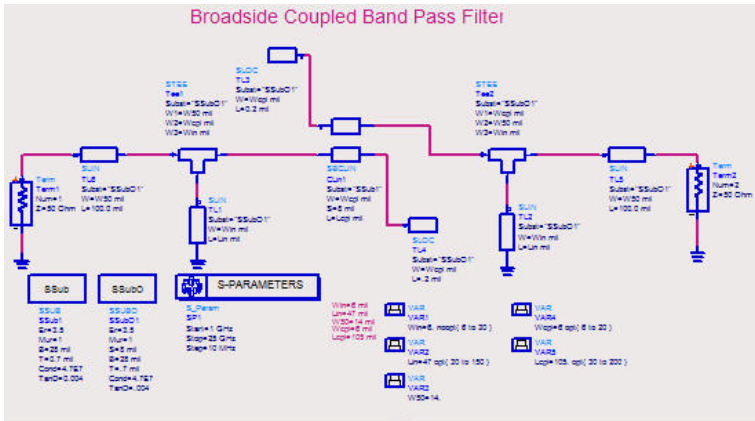 Broadside Coupled Band Pass Filter
SLOC
TL3
Subst="SSubO1"
W=Wcpl mil
L=0.2 mil
STEE
Tee1
Subst="SSubO1"
W1=W50 mil
W2=Wcpl mil
W3=Win mil
STEE
Tee2
Subst="SSubO1"
W1=Wcpl mil
W2=W50 mil
W3=Win mil
Term
Term1
Num=1
Z=50 Ohm
SLIN
TL6
Subst="SSubO1"
W=W50 mil
L=100.0 mil
SBCLIN
CLin1
Subst="SSub1"
W=Wcpl mil
S=8 mil
L=Lcpl mil
SLIN
TL5
Subst="SSubO1"
W=W50 mil
L=100.0 mil
Term
Term2
Num=2
Z=50 Ohm
SLIN
TL1
Subst="SSubO1"
W=Win mil
L=Lin mil
SLOC
TL4
Subst="SSubO1"
W=Wcpl mil
L=.2 mil
SLIN
TL2
Subst="SSubO1"
W=Win mil
L=Lin mil
SSub
SSUB
SSub1
Er=2.5
Mur=1
B=28 mil
T=0.7 mil
Cond=4.7E7
TanD=0.004
SSubO
SSUBO
SSubO1
Er=2.5
Mur=1
S=8 mil
B=28 mil
T=.7 mil
Cond=4.7E7
TanD=.004
S-PARAMETERS
S_Param
SP1
Start=1 GHz
Stop=25 GHz
Step=10 MHz
Win=6 mil
Lin=47 mil
W50=14 mil
Wcpl=6 mil
Lcpl=105 mil
VAR
VAR1
Win=6. noopt{ 6 to 20 }
VAR
VAR2
Lin=47 opt{ 20 to 150 }
VAR
VAR3
W50=14.
VAR
VAR4
Wcpl=6 opt{ 6 to 20 }
VAR
VAR5
Lcpl=105. opt{ 30 to 200 }